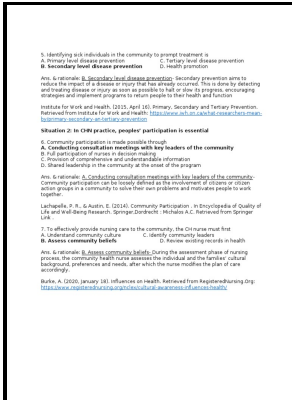 5. Identifying sick individuals in the community to prompt treatment is
A. Primary level disease prevention C. Tertiary level disease prevention
B. Secondary level disease prevention D. Health promotion
Ans. & rationale: B. Secondary level disease prevention- Secondary prevention aims to
reduce the impact of a disease or injury that has already occurred. This is done by detecting
and treating disease or injury as soon as possible to halt or slow its progress, encouraging
strategies and implement programs to return people to their health and function
Institute for Work and Health. (2015, April 16). Primary, Secondary and Tertiary Prevention.
Retrieved from Institute for Work and Health: https://www.iwh.on.ca/what-researchers-mean-
by/primary-secondary-an-tertiary-prevention
Situation 2: In CHN practice, peoples' participation is essential
6. Community participation is made possible through
A. Conducting consultation meetings with key leaders of the community
B. Full participation of nurses in decision-making
C. Provision of comprehensive and understandable information
D. Shared leadership in the community at the onset of the program
Ans. & rationale: A. Conducting consultation meetings with key leaders of the community-
Community participation can be loosely defined as the involvement of citizens or citizen
action groups in a community to solve their own problems and motivates people to work
together.
Lachapelle, P. R., & Austin, E. (2014). Community Participation . In Encyclopedia of Quality of
Life and Well-Being Research. Springer.Dordrecht : Michalos A.C. Retrieved from Springer
Link .
7. To effectively provide nursing care to the community, the CH nurse must first
A. Understand community culture C. Identify community leaders
B. Assess community beliefs D. Review existing records in health
Ans. & rationale: B. Assess community beliefs- During the assessment phase of nursing
process, the community health nurse assesses the individual and the families' cultural
background, preferences and needs, after which the nurse modifies the plan of care
accordingly.
Burke, A. (2020, January 18). Influences on Health. Retrieved from RegisteredNursing.Org:
https://www.registerednursing.org/nclex/cultural-awareness-influences-health/